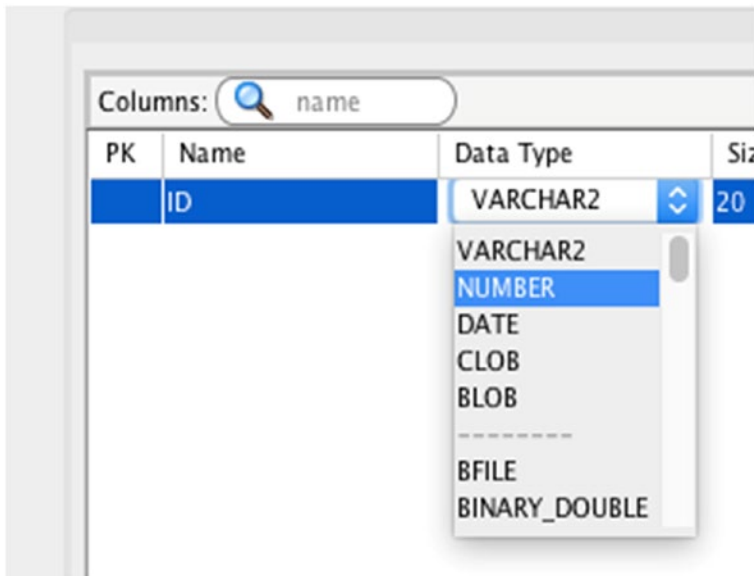 Columns: name
PK Name Data Type Siz
ID VARCHAR2 20
VARCHAR2
NUMBER
DATE
CLOB
BLOB
--------
BFILE
BINARY_DOUBLE